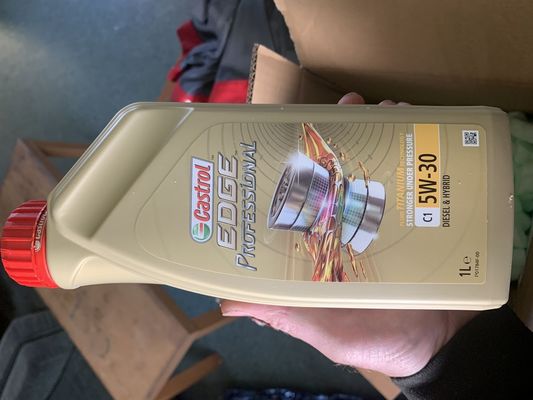 Castrol
EDGE
PROFESSIONAL
TITANIUM
STRONGER UNDER PRESSURE
C1 5W-30
DIESEL & HYBRID
1L e